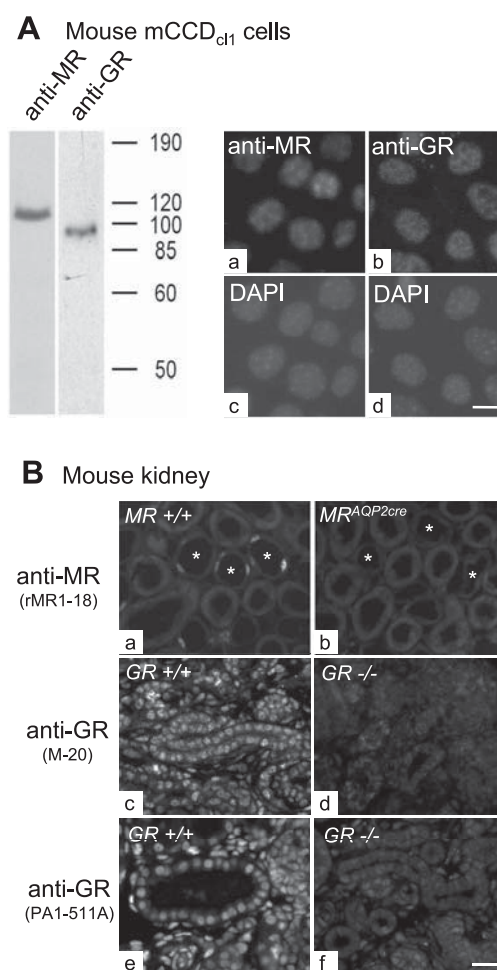 A Mouse mCCDcl1 cells
anti-MR
anti-GR
190
120
100
85
60
50
anti-MR
anti-GR
a
b
DAPI
DAPI
c
d
B Mouse kidney
anti-MR
(rMR1-18)
MR +/+
MRAQP2cre
* * *
* * *
a
b
anti-GR
(M-20)
GR +/+
GR -/-
c
d
anti-GR
(PA1-511A)
GR +/+
GR -/-
e
f